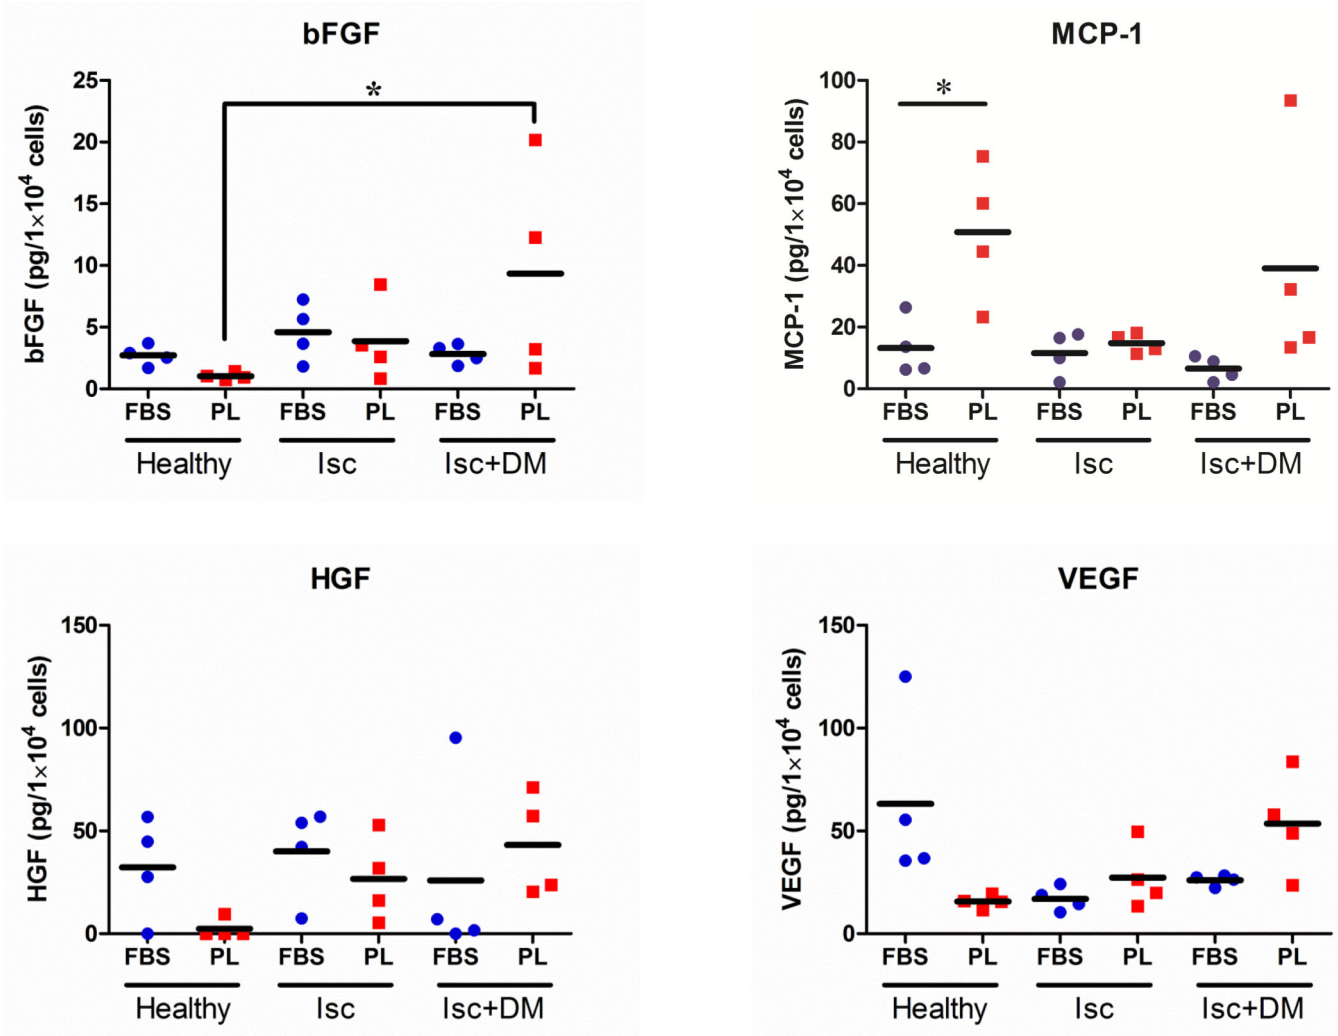 bFGF
bFGF (pg/1×10⁴ cells)
25
20
15
10
5
0
*
FBS PL FBS PL FBS PL
Healthy Isc Isc+DM
MCP-1
MCP-1 (pg/1×10⁴ cells)
100
80
60
40
20
0
*
FBS PL FBS PL FBS PL
Healthy Isc Isc+DM
HGF
HGF (pg/1×10⁴ cells)
150
100
50
0
FBS PL FBS PL FBS PL
Healthy Isc Isc+DM
VEGF
VEGF (pg/1×10⁴ cells)
150
100
50
0
FBS PL FBS PL FBS PL
Healthy Isc Isc+DM